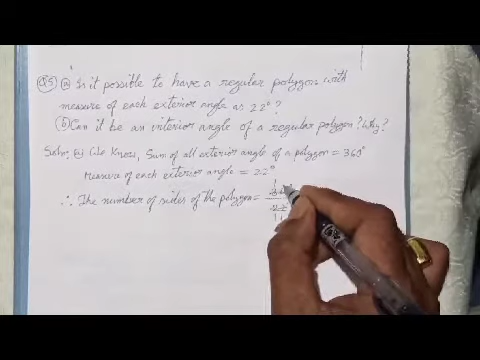 Q5 (a) Is it possible to have a regular polygon with
measure of each exterior angle as 22°?
(b) Can it be an interior angle of a regular polygon? Why?
Soln: (a) We Know, Sum of all exterior angle of a polygon = 360°
Measure of each exterior angle = 22°
∴ The number of sides of the polygon =